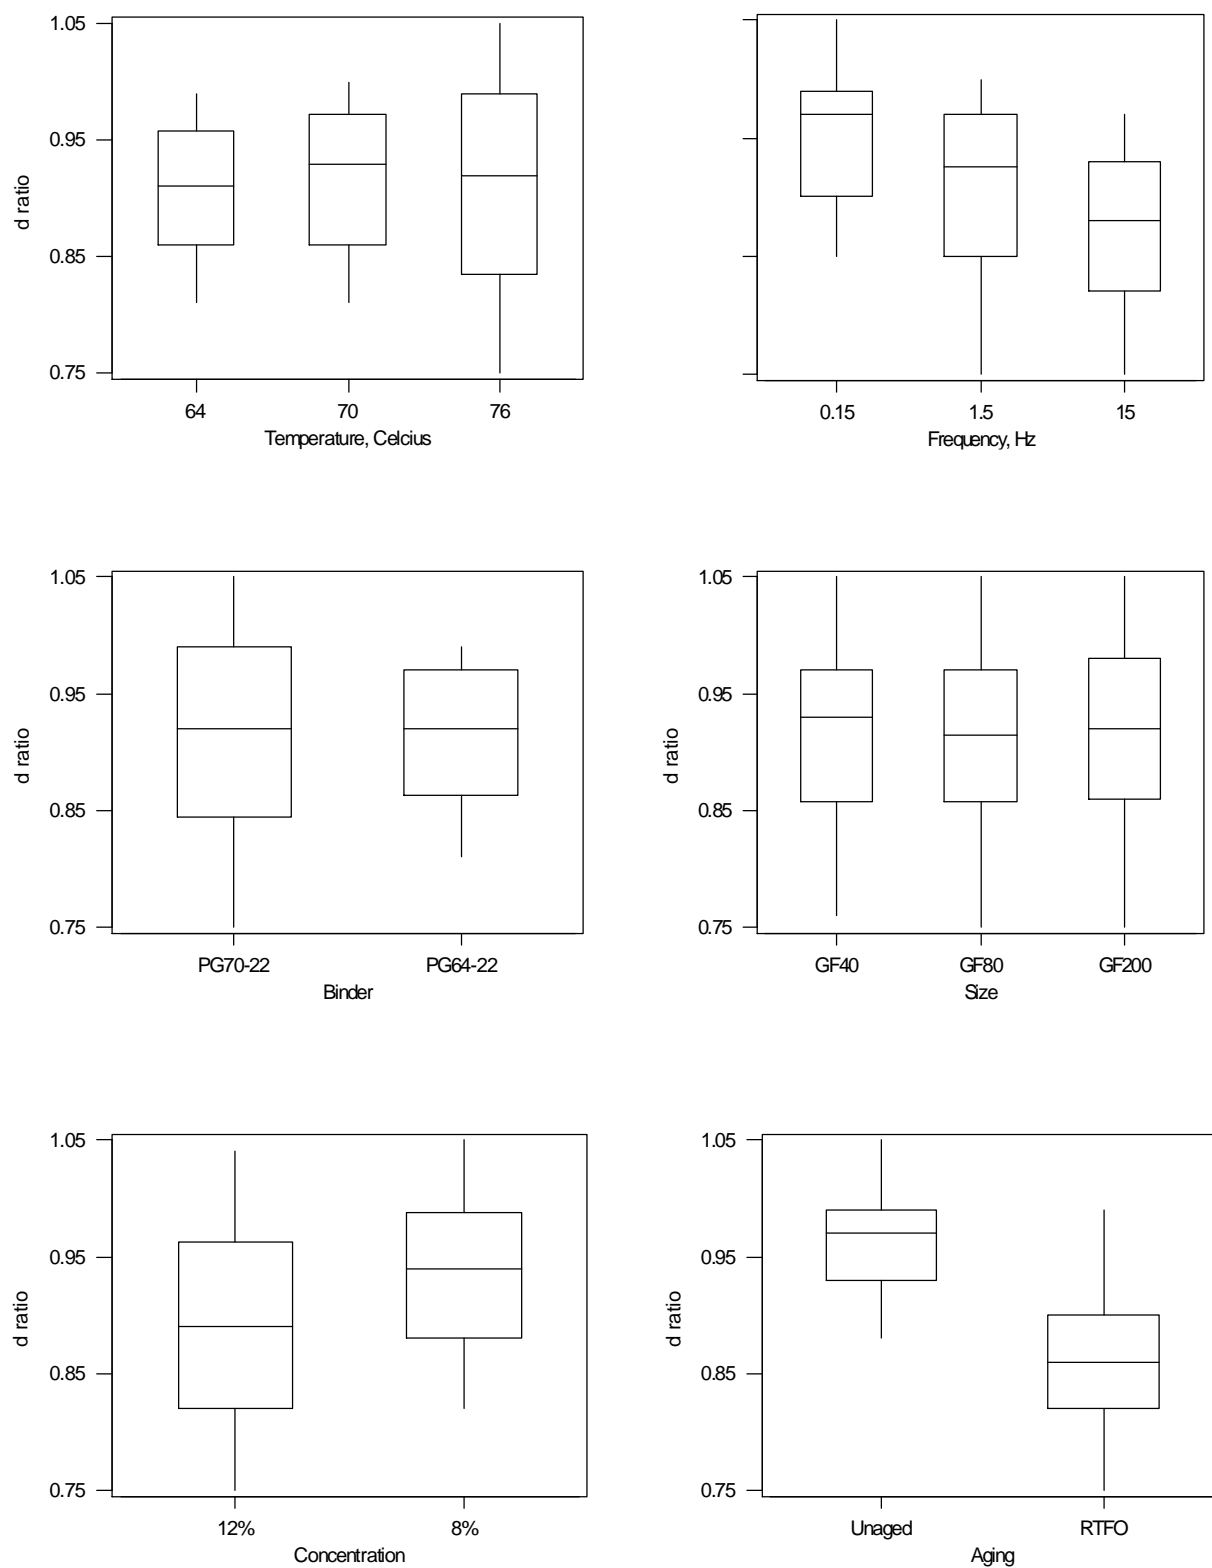 1.05
0.95
0.85
0.75
d ratio
64 70 76
Temperature, Celcius
0.15 1.5 15
Frequency, Hz
1.05
0.95
0.85
0.75
d ratio
PG70-22 PG64-22
Binder
1.05
0.95
0.85
0.75
d ratio
GF40 GF80 GF200
Size
1.05
0.95
0.85
0.75
d ratio
12% 8%
Concentration
1.05
0.95
0.85
0.75
d ratio
Unaged RTFO
Aging